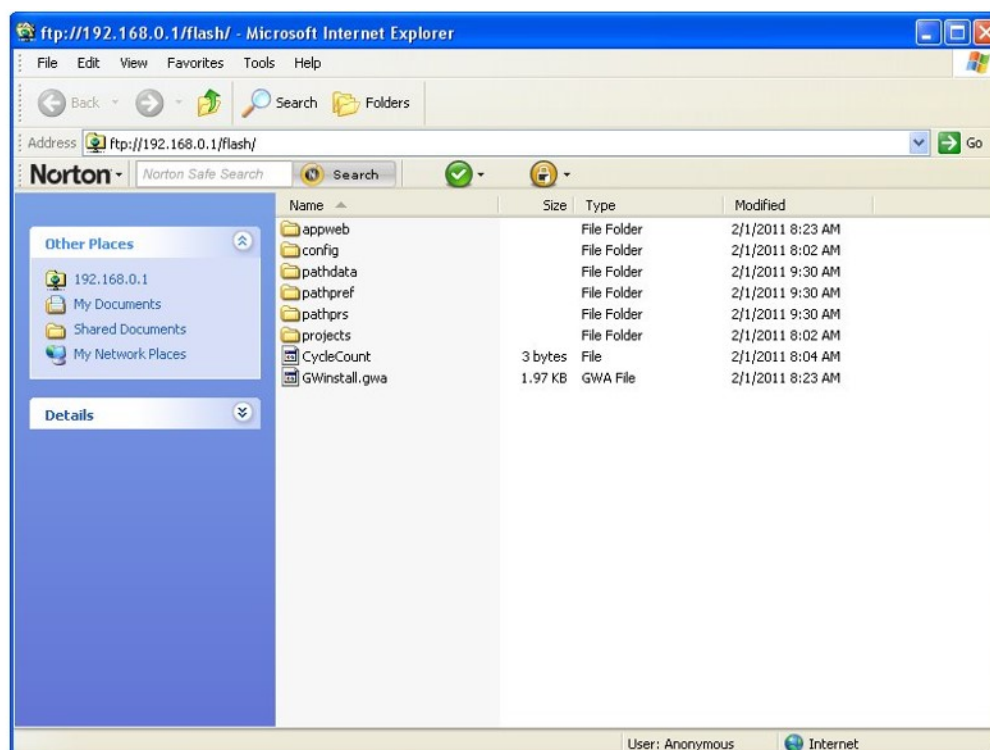 ftp://192.168.0.1/flash/ - Microsoft Internet Explorer
File Edit View Favorites Tools Help
Back Search Folders
Address ftp://192.168.0.1/flash/ Go
Norton Norton Safe Search Search
Name Size Type Modified
Other Places
192.168.0.1
My Documents
Shared Documents
My Network Places
Details
appweb File Folder 2/1/2011 8:23 AM
config File Folder 2/1/2011 8:02 AM
pathdata File Folder 2/1/2011 9:30 AM
pathpref File Folder 2/1/2011 9:30 AM
pathprs File Folder 2/1/2011 9:30 AM
projects File Folder 2/1/2011 8:02 AM
CycleCount 3 bytes File 2/1/2011 8:04 AM
GWinstall.gwa 1.97 KB GWA File 2/1/2011 8:23 AM
User: Anonymous Internet